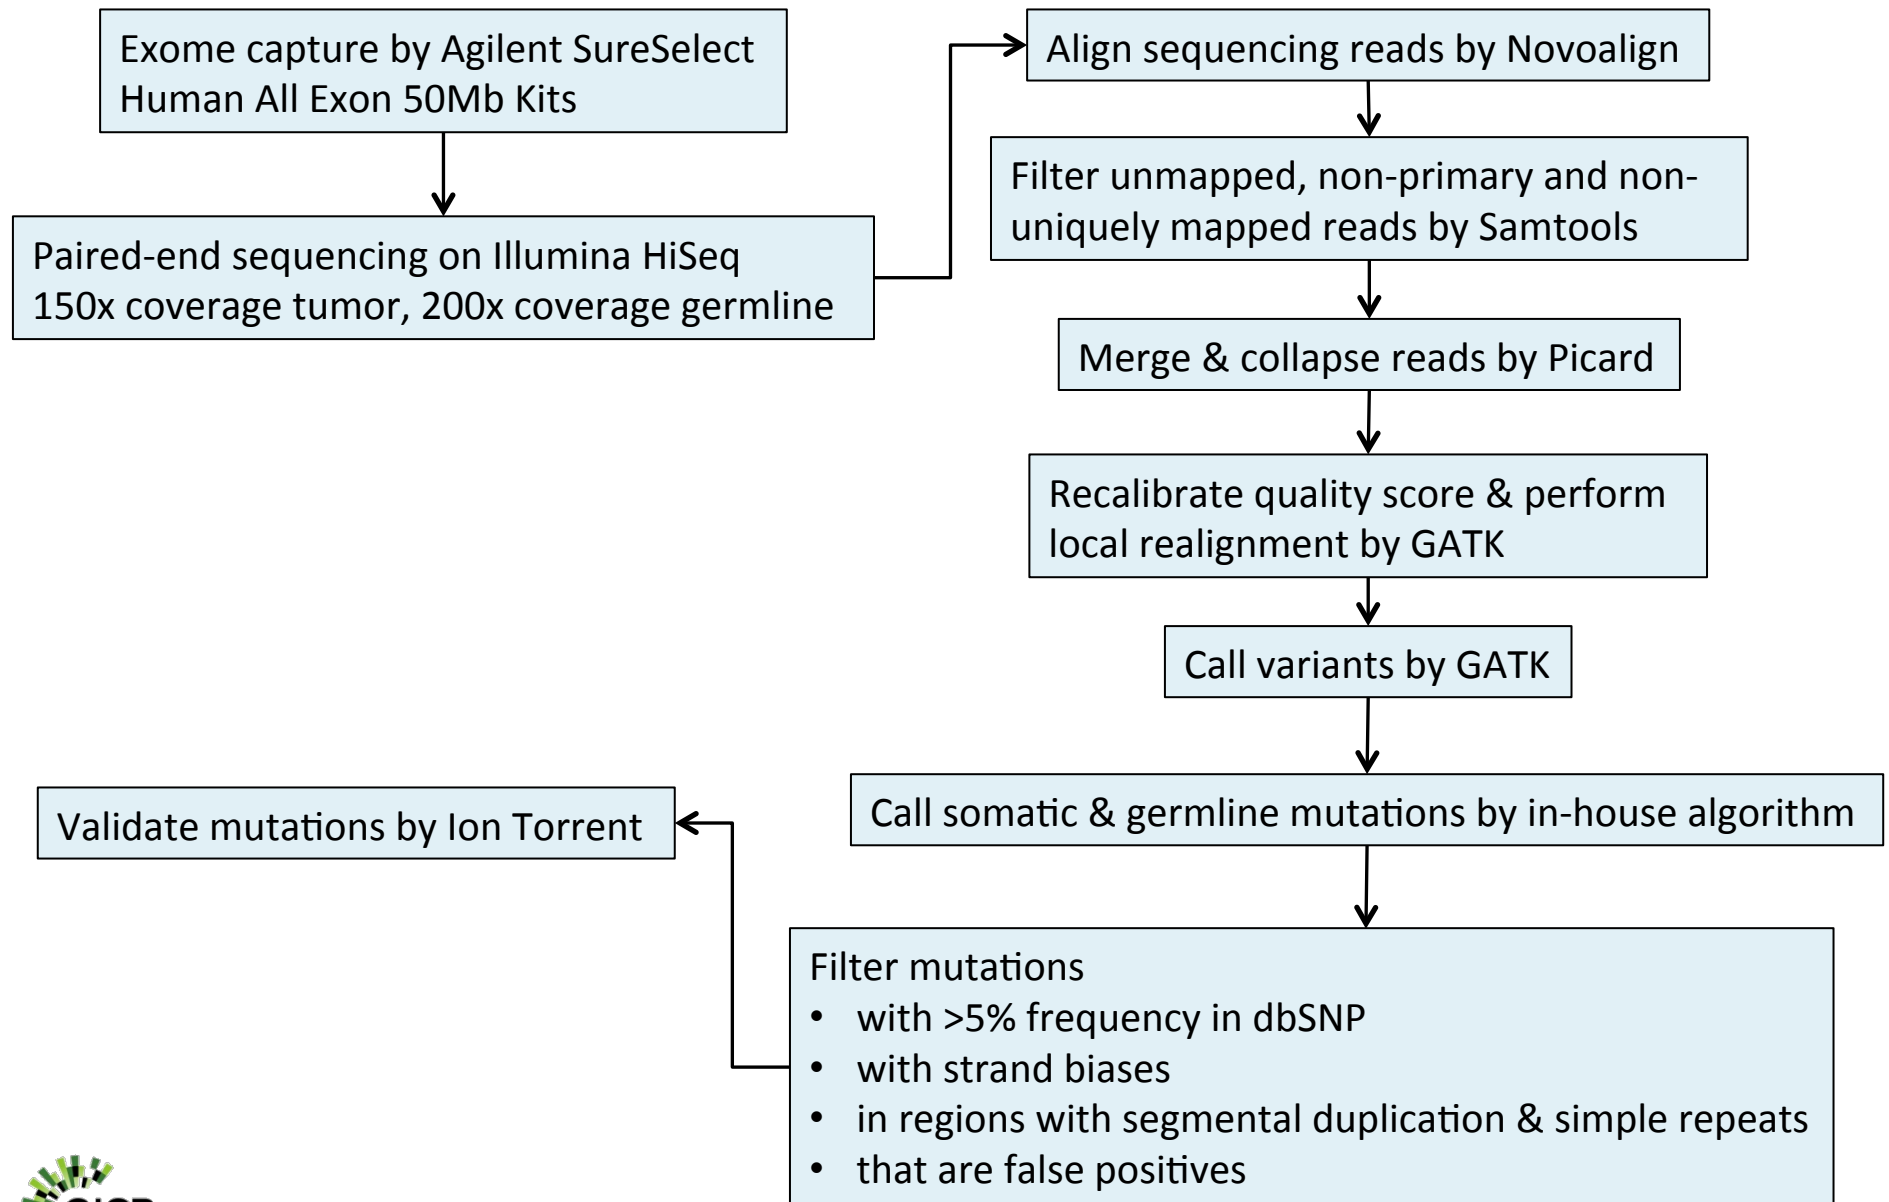 Exome capture by Agilent SureSelect
Human All Exon 50Mb Kits
Paired-end sequencing on Illumina HiSeq
150x coverage tumor, 200x coverage germline
Align sequencing reads by Novoalign
Filter unmapped, non-primary and non-
uniquely mapped reads by Samtools
Merge & collapse reads by Picard
Recalibrate quality score & perform
local realignment by GATK
Call variants by GATK
Call somatic & germline mutations by in-house algorithm
Filter mutations
• with >5% frequency in dbSNP
• with strand biases
• in regions with segmental duplication & simple repeats
• that are false positives
Validate mutations by Ion Torrent